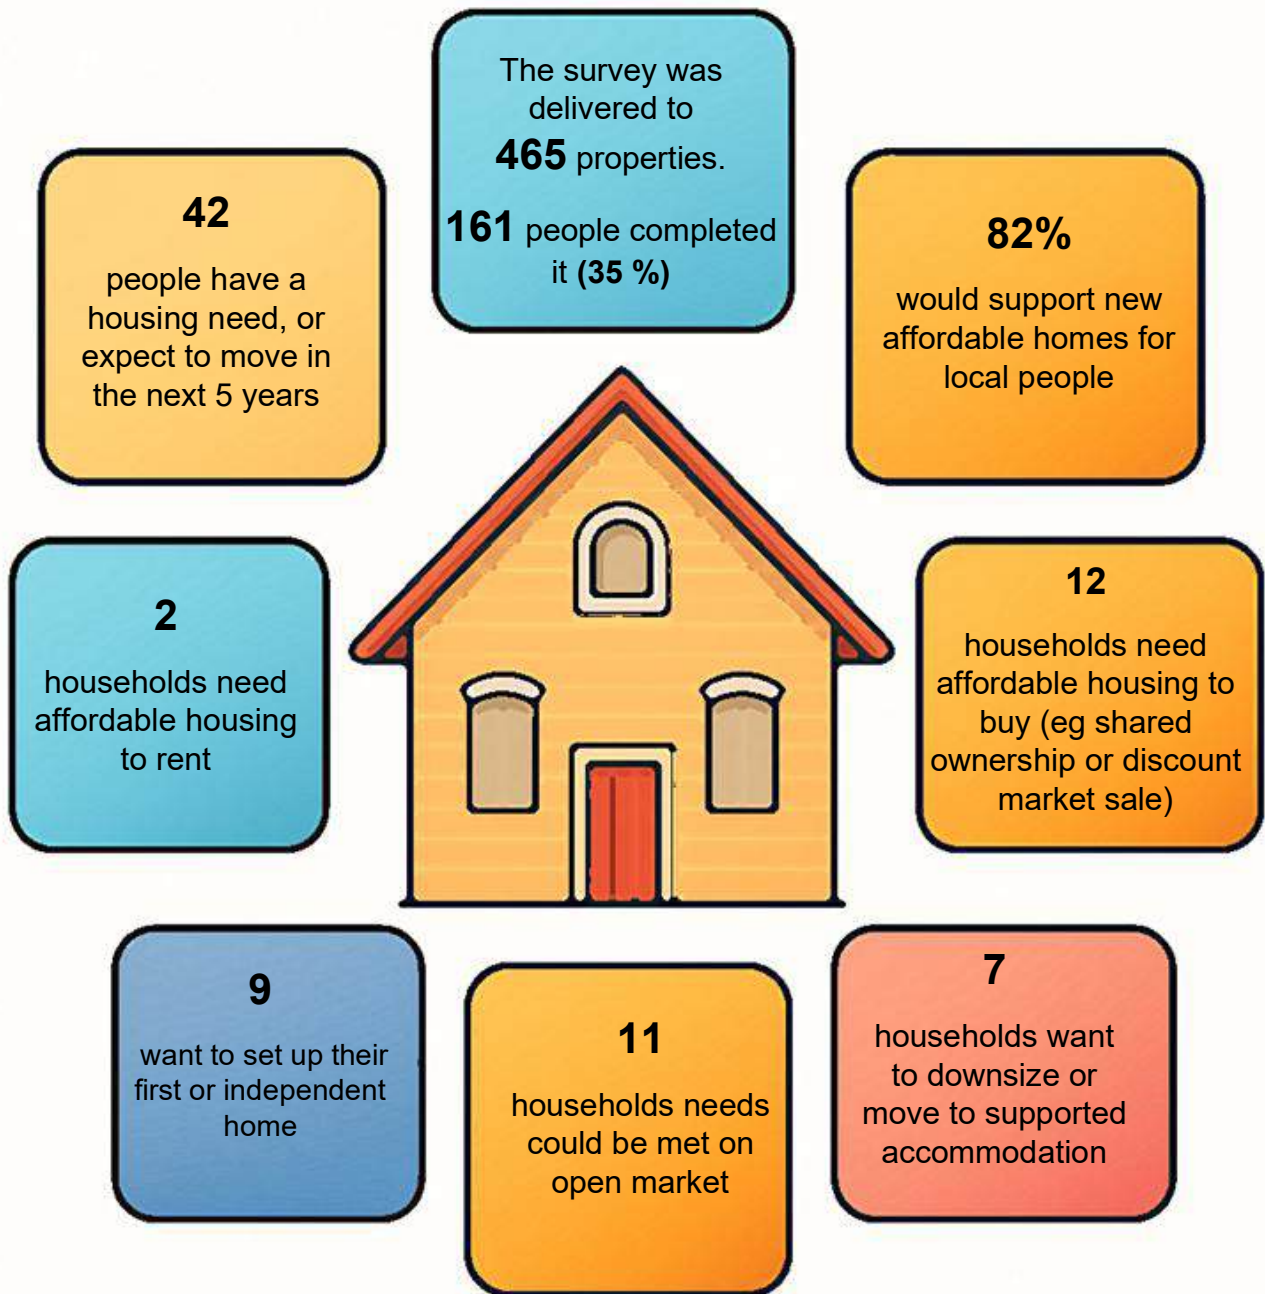 The survey was
delivered to
465 properties.
161 people completed
it (35 %)
42
people have a
housing need, or
expect to move in
the next 5 years
82%
would support new
affordable homes for
local people
2
households need
affordable housing
to rent
12
households need
affordable housing to
buy (eg shared
ownership or discount
market sale)
9
want to set up their
first or independent
home
11
households needs
could be met on
open market
7
households want
to downsize or
move to supported
accommodation